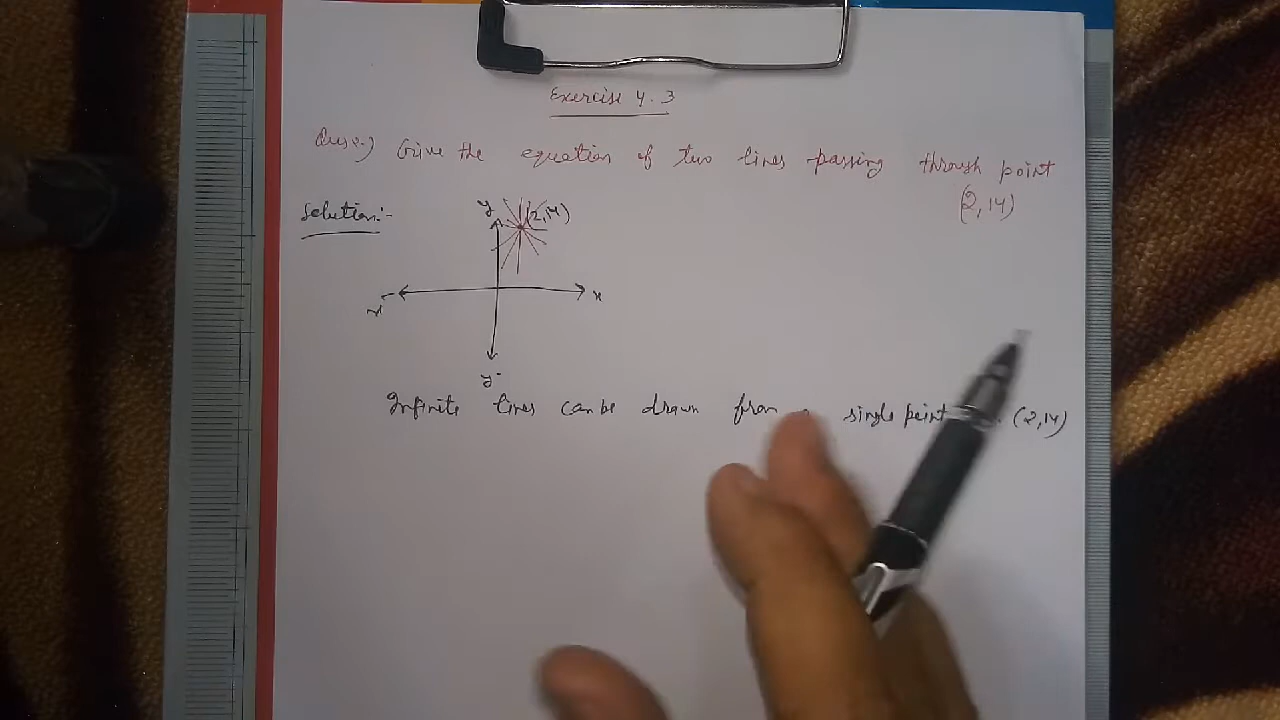 Exercise 4.3
Ques2.) Give the equation of two lines passing through point
(2,14)
Solution:-
y
(2,14)
x
x'
y'
Infinite lines can be drawn from single point (2,14)